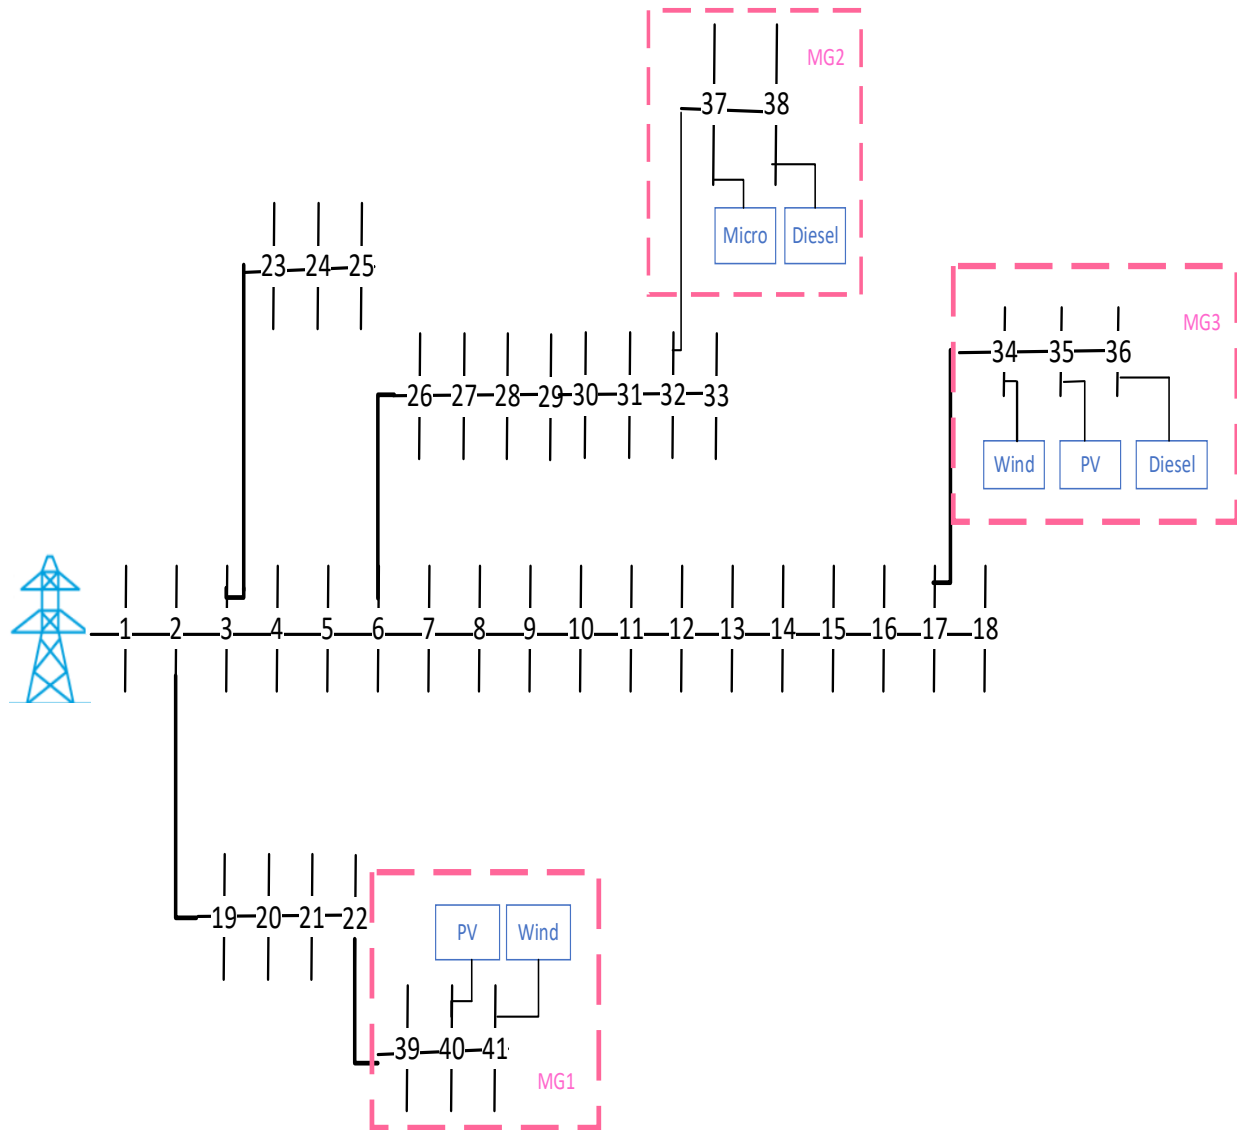 MG2
37 38
Micro Diesel
23 24 25
MG3
34 35 36
Wind PV Diesel
26 27 28 29 30 31 32 33
1 2 3 4 5 6 7 8 9 10 11 12 13 14 15 16 17 18
19 20 21 22
PV Wind
39 40 41
MG1